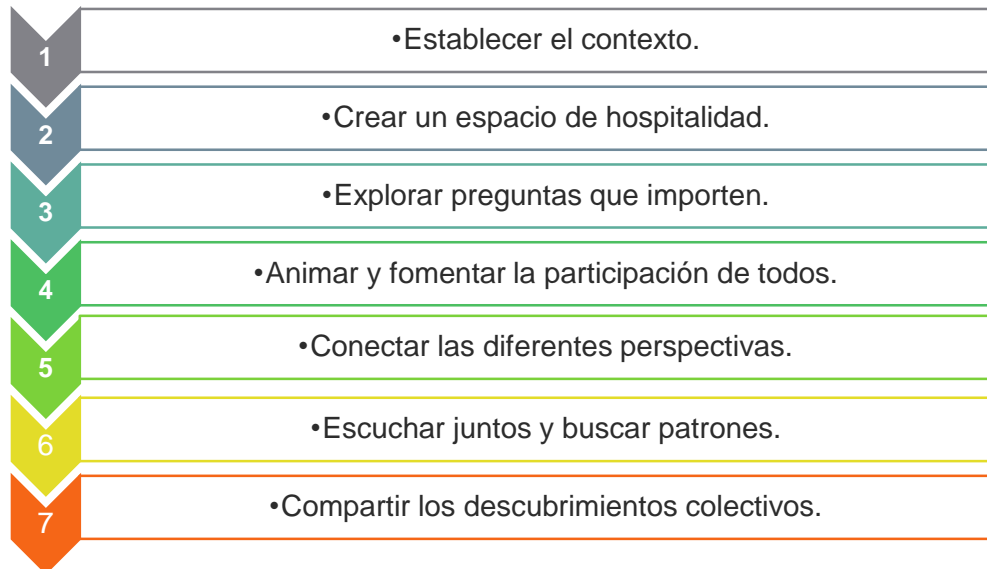 1
•Establecer el contexto.
2
•Crear un espacio de hospitalidad.
3
•Explorar preguntas que importen.
4
•Animar y fomentar la participación de todos.
5
•Conectar las diferentes perspectivas.
6
•Escuchar juntos y buscar patrones.
7
•Compartir los descubrimientos colectivos.